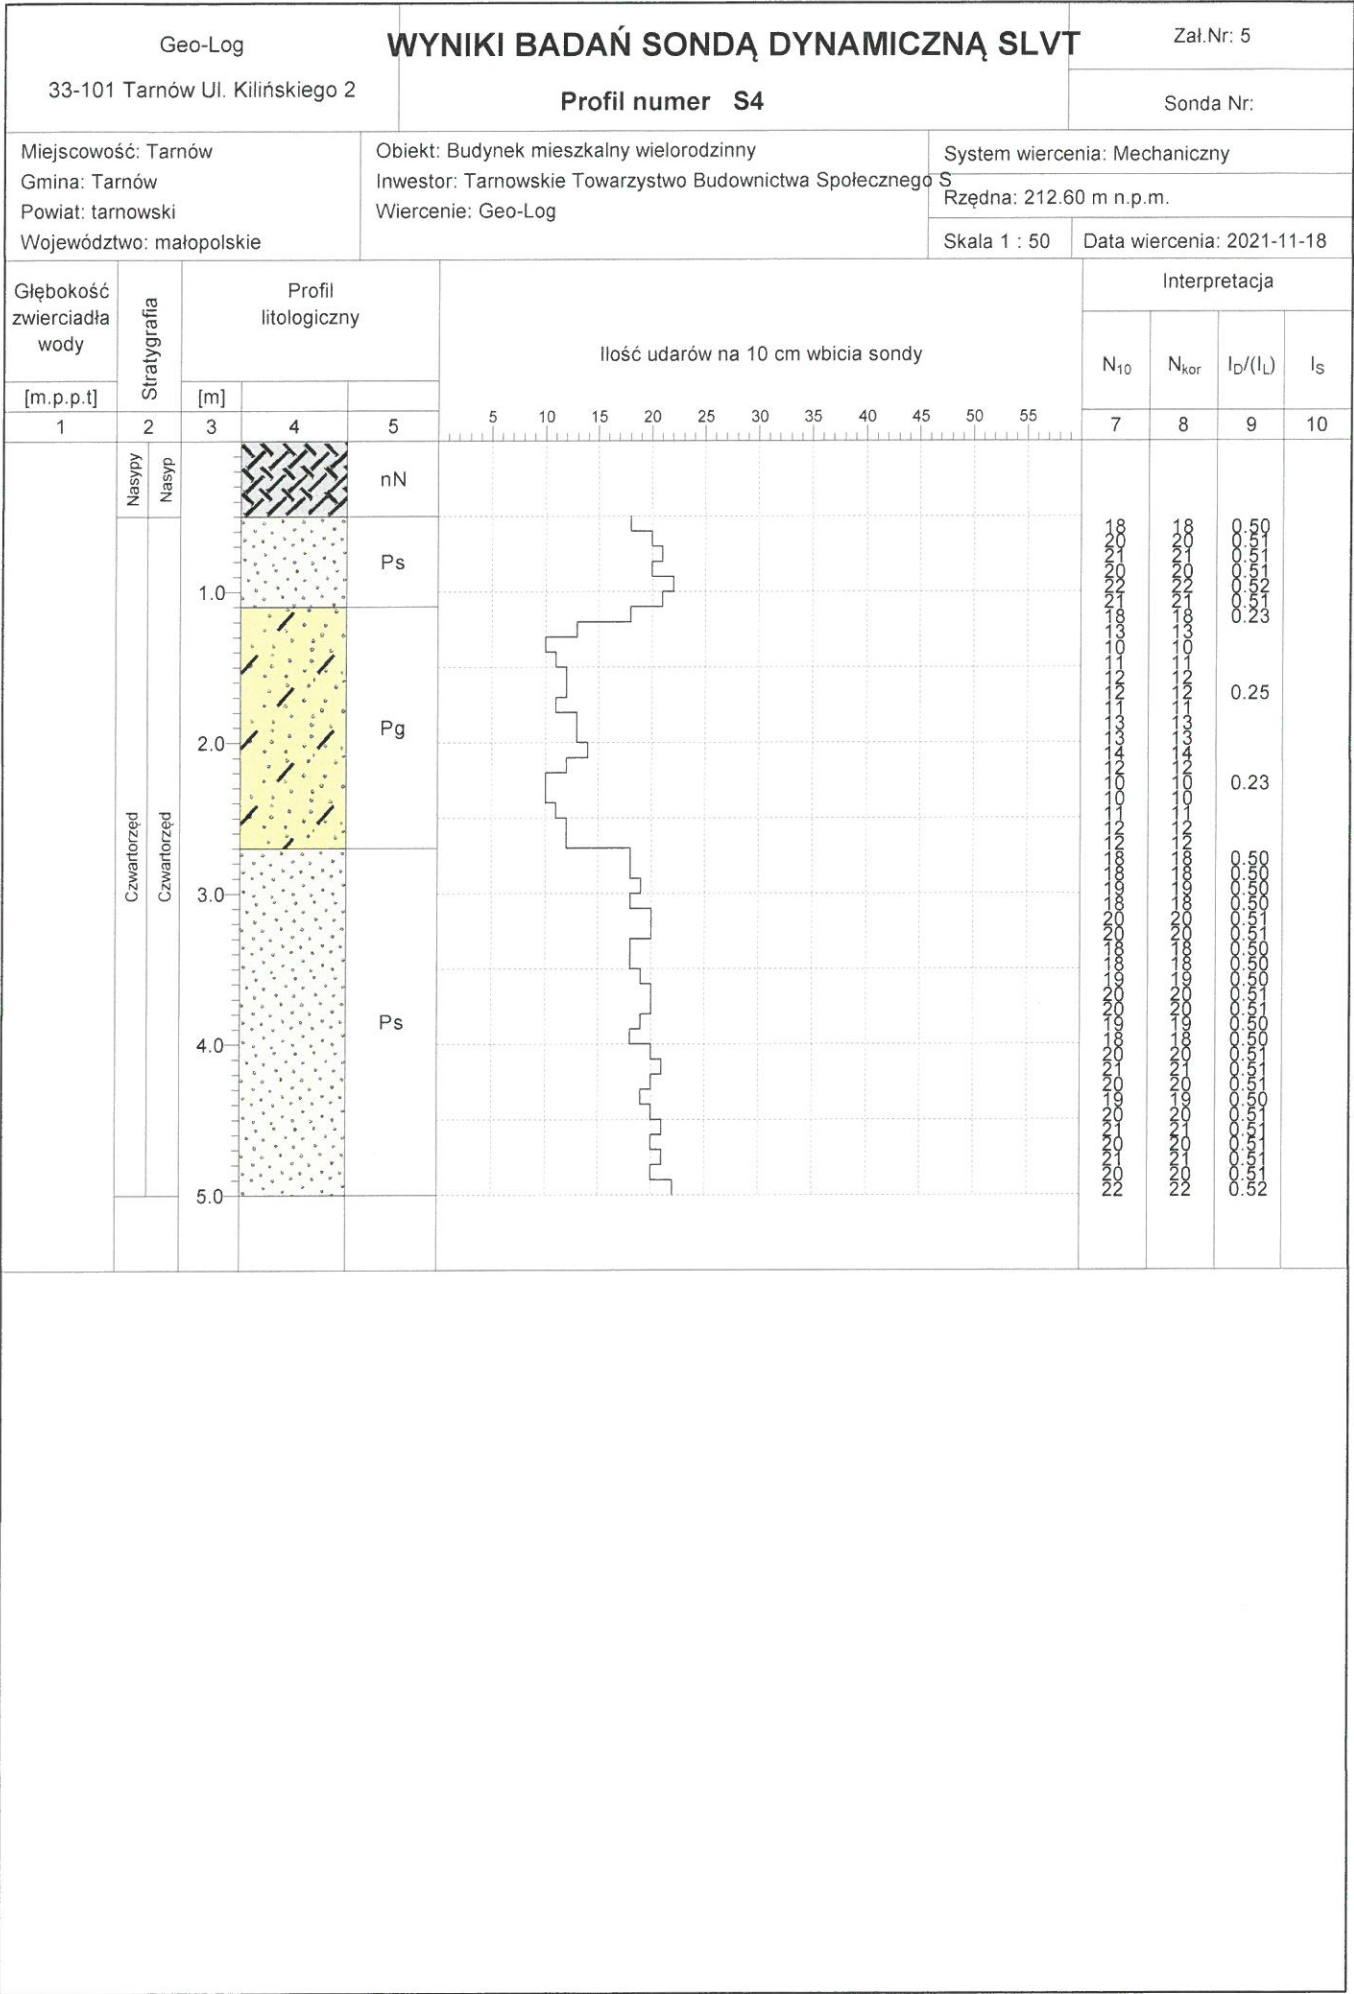 Geo-Log
33-101 Tarnów Ul. Kilińskiego 2
WYNIKI BADAŃ SONDĄ DYNAMICZNĄ SLVT
Profil numer S4
Zał.Nr: 5
Sonda Nr:
Miejscowość: Tarnów
Gmina: Tarnów
Powiat: tarnowski
Województwo: małopolskie
Obiekt: Budynek mieszkalny wielorodzinny
Inwestor: Tarnowskie Towarzystwo Budownictwa Społecznego S
Wiercenie: Geo-Log
System wiercenia: Mechaniczny
Rzędna: 212.60 m n.p.m.
Skala 1 : 50 Data wiercenia: 2021-11-18
Głębokość
zwierciadła
wody
[m.p.p.t]
Stratygrafia
Profil
litologiczny
[m]
Ilość udarów na 10 cm wbicia sondy
Interpretacja
N10 Nkor ID/(IL) IS
5 10 15 20 25 30 35 40 45 50 55
1 2 3 4 5 7 8 9 10
Nasypy Nasyp
nN
Ps
1.0
Pg
2.0
Czwartorzęd Czwartorzęd
3.0
Ps
4.0
5.0
18 18 0.50
20 20 0.51
21 21 0.51
20 20 0.51
22 22 0.52
21 21 0.51
18 18 0.23
13 13
10 10
11 11
12 12
12 12 0.25
11 11
13 13
13 13
14 14
12 12
10 10 0.23
10 10
11 11
12 12
12 12
18 18 0.50
18 18 0.50
19 19 0.50
18 18 0.50
20 20 0.51
20 20 0.51
18 18 0.50
18 18 0.50
19 19 0.50
20 20 0.51
20 20 0.51
19 19 0.50
18 18 0.50
20 20 0.51
21 21 0.51
20 20 0.51
19 19 0.50
20 20 0.51
21 21 0.51
20 20 0.51
21 21 0.51
20 20 0.51
22 22 0.52